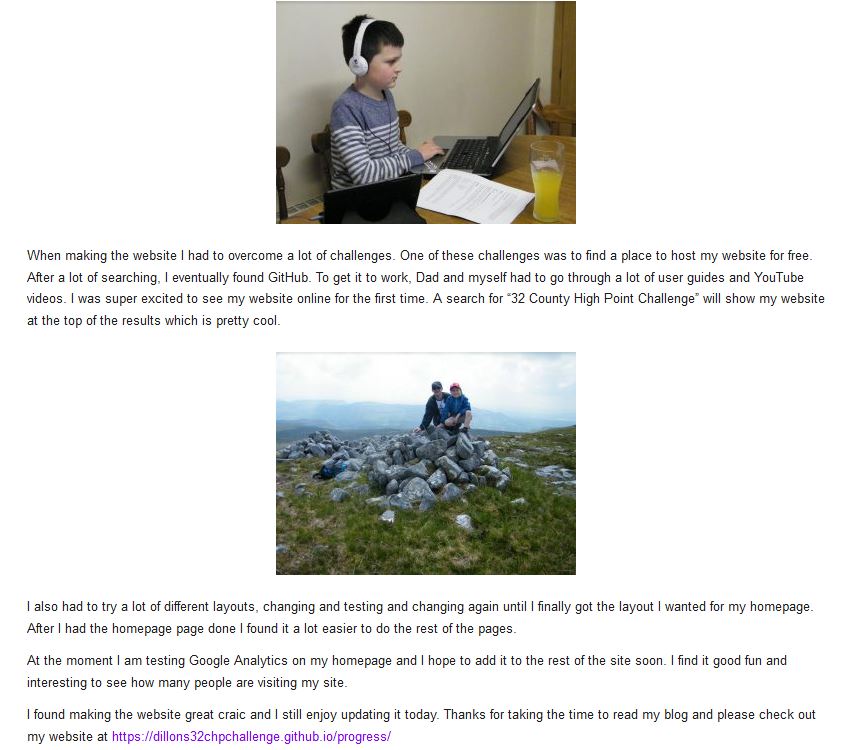 When making the website I had to overcome a lot of challenges. One of these challenges was to find a place to host my website for free.
After a lot of searching, I eventually found GitHub. To get it to work, Dad and myself had to go through a lot of user guides and YouTube
videos. I was super excited to see my website online for the first time. A search for “32 County High Point Challenge” will show my website
at the top of the results which is pretty cool.
I also had to try a lot of different layouts, changing and testing and changing again until I finally got the layout I wanted for my homepage.
After I had the homepage page done I found it a lot easier to do the rest of the pages.
At the moment I am testing Google Analytics on my homepage and I hope to add it to the rest of the site soon. I find it good fun and
interesting to see how many people are visiting my site.
I found making the website great craic and I still enjoy updating it today. Thanks for taking the time to read my blog and please check out
my website at https://dillons32chpchallenge.github.io/progress/